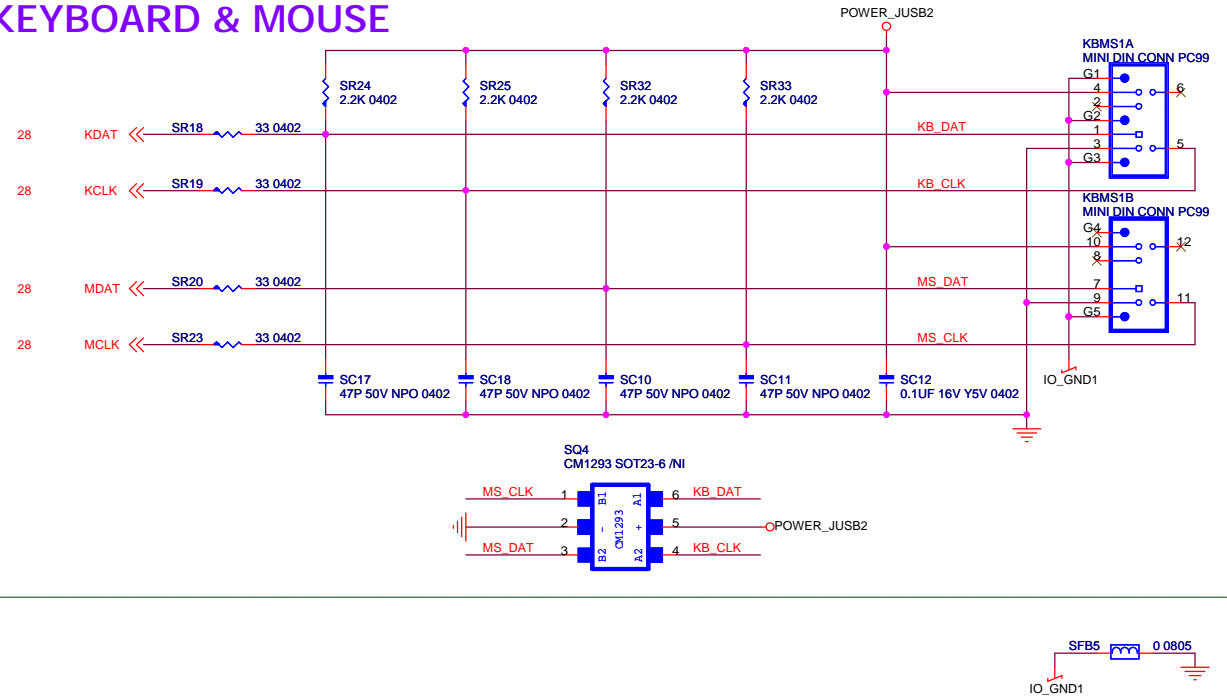 KEYBOARD & MOUSE
POWER_JUSB2
KBMS1A
MINI DIN CONN PC99
G1
4
2
G2
1
3
G3
6
5
SR24
2.2K 0402
SR25
2.2K 0402
SR32
2.2K 0402
SR33
2.2K 0402
28 KDAT SR18 33 0402 KB_DAT
28 KCLK SR19 33 0402 KB_CLK
KBMS1B
MINI DIN CONN PC99
G4
10
8
7
9
G5
12
11
28 MDAT SR20 33 0402 MS_DAT
28 MCLK SR23 33 0402 MS_CLK
SC17
47P 50V NPO 0402
SC18
47P 50V NPO 0402
SC10
47P 50V NPO 0402
SC11
47P 50V NPO 0402
SC12
0.1UF 16V Y5V 0402
IO_GND1
SQ4
CM1293 SOT23-6 /NI
MS_CLK 1 B1 A1 6 KB_DAT
2 - CM1293 + 5 POWER_JUSB2
MS_DAT 3 B2 A2 4 KB_CLK
SFB5 0 0805
IO_GND1